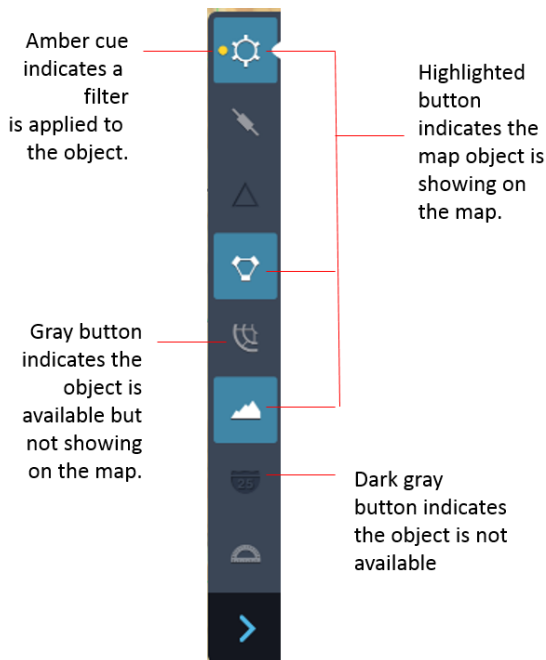 Amber cue
indicates a
filter
is applied to
the object.
Highlighted
button
indicates the
map object is
showing on
the map.
Gray button
indicates the
object is
available but
not showing
on the map.
25
Dark gray
button indicates
the object is not
available